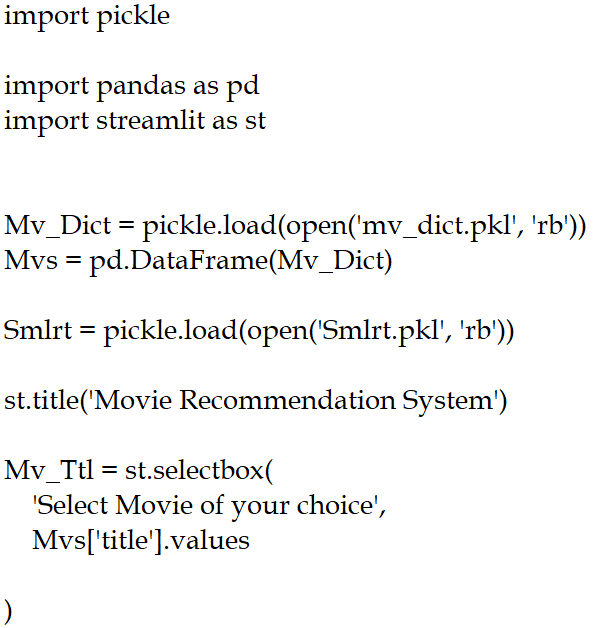 import pickle
import pandas as pd
import streamlit as st
Mv_Dict = pickle.load(open('mv_dict.pkl', 'rb'))
Mvs = pd.DataFrame(Mv_Dict)
Smlrt = pickle.load(open('Smlrt.pkl', 'rb'))
st.title('Movie Recommendation System')
Mv_Ttl = st.selectbox(
    'Select Movie of your choice',
    Mvs['title'].values
)